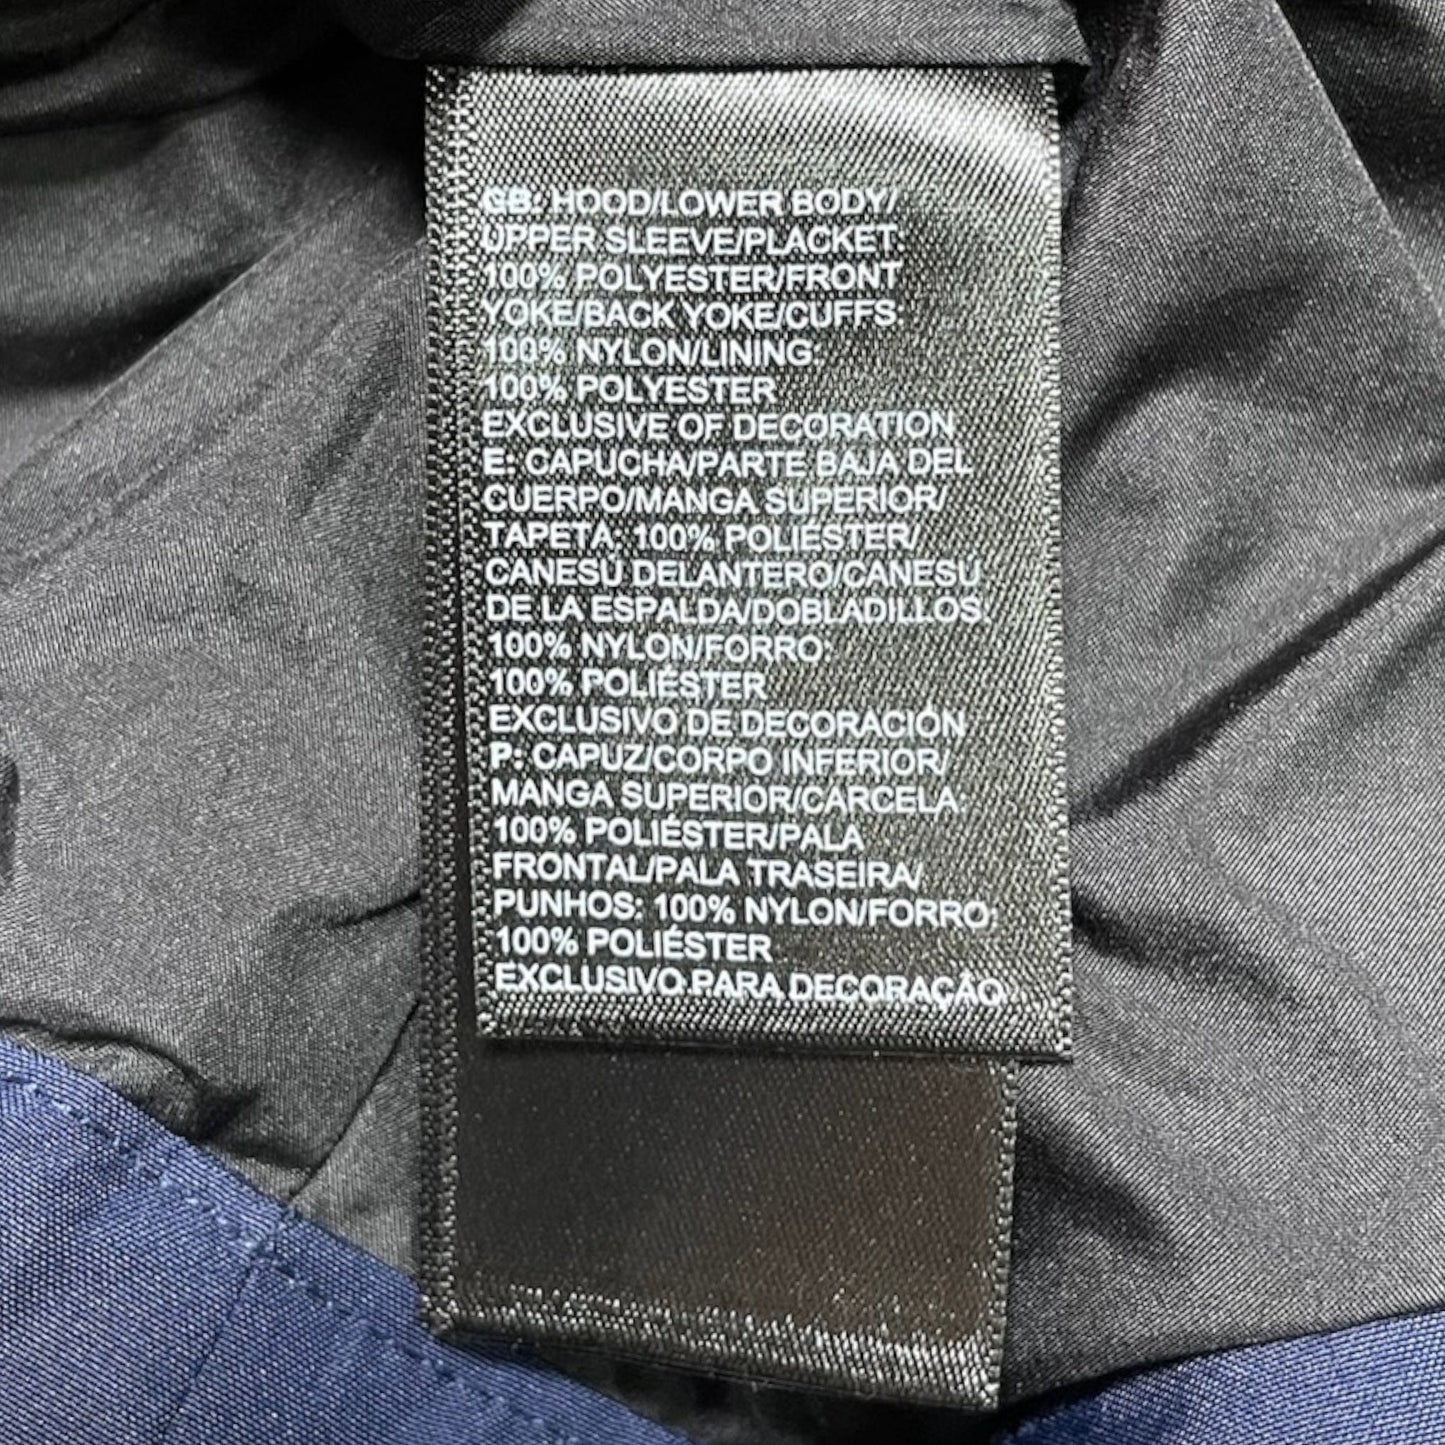 GB: HOOD/LOWER BODY/
UPPER SLEEVE/PLACKET:
100% POLYESTER/FRONT
YOKE/BACK YOKE/CUFFS:
100% NYLON/LINING:
100% POLYESTER
EXCLUSIVE OF DECORATION
E: CAPUCHA/PARTE BAJA DEL
CUERPO/MANGA SUPERIOR/
TAPETA: 100% POLIÉSTER/
CANESÚ DELANTERO/CANESÚ
DE LA ESPALDA/DOBLADILLOS:
100% NYLON/FORRO:
100% POLIÉSTER
EXCLUSIVO DE DECORACIÓN
P: CAPUZ/CORPO INFERIOR/
MANGA SUPERIOR/CARCELA:
100% POLIÉSTER/PALA
FRONTAL/PALA TRASEIRA/
PUNHOS: 100% NYLON/FORRO:
100% POLIÉSTER
EXCLUSIVO PARA DECORAÇÃO